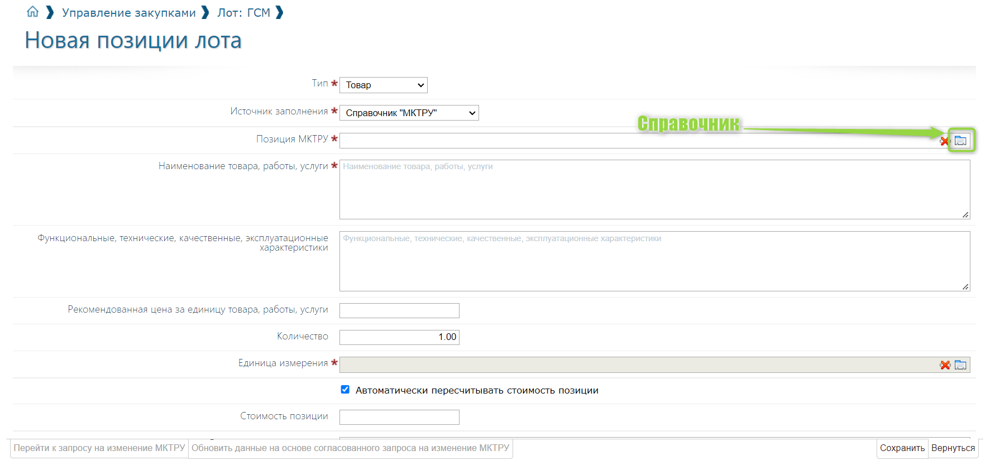 Управление закупками Лот: ГСМ
Новая позиции лота
Тип * Товар
Источник заполнения * Справочник "МКТРУ"
Справочник
Позиция МКТРУ *
Наименование товара, работы, услуги * Наименование товара, работы, услуги
Функциональные, технические, качественные, эксплуатационные
характеристики
Функциональные, технические, качественные, эксплуатационные характеристики
Рекомендованная цена за единицу товара, работы, услуги
Количество 1.00
Единица измерения *
Автоматически пересчитывать стоимость позиции
Стоимость позиции
Перейти к запросу на изменение МКТРУ Обновить данные на основе согласованного запроса на изменение МКТРУ Сохранить Вернуться